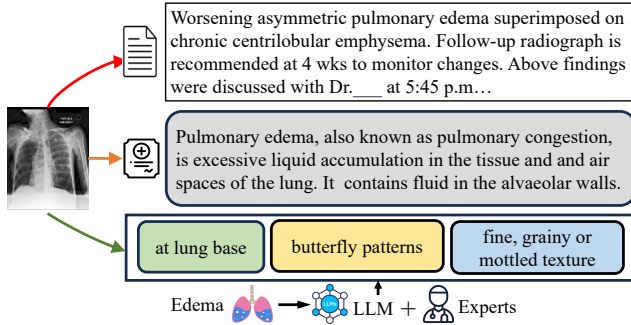 Worsening asymmetric pulmonary edema superimposed on
chronic centrilobular emphysema. Follow-up radiograph is
recommended at 4 wks to monitor changes. Above findings
were discussed with Dr.___ at 5:45 p.m…
Pulmonary edema, also known as pulmonary congestion,
is excessive liquid accumulation in the tissue and and air
spaces of the lung. It contains fluid in the alvaeolar walls.
at lung base
butterfly patterns
fine, grainy or
mottled texture
Edema
LLMs
LLM + Experts